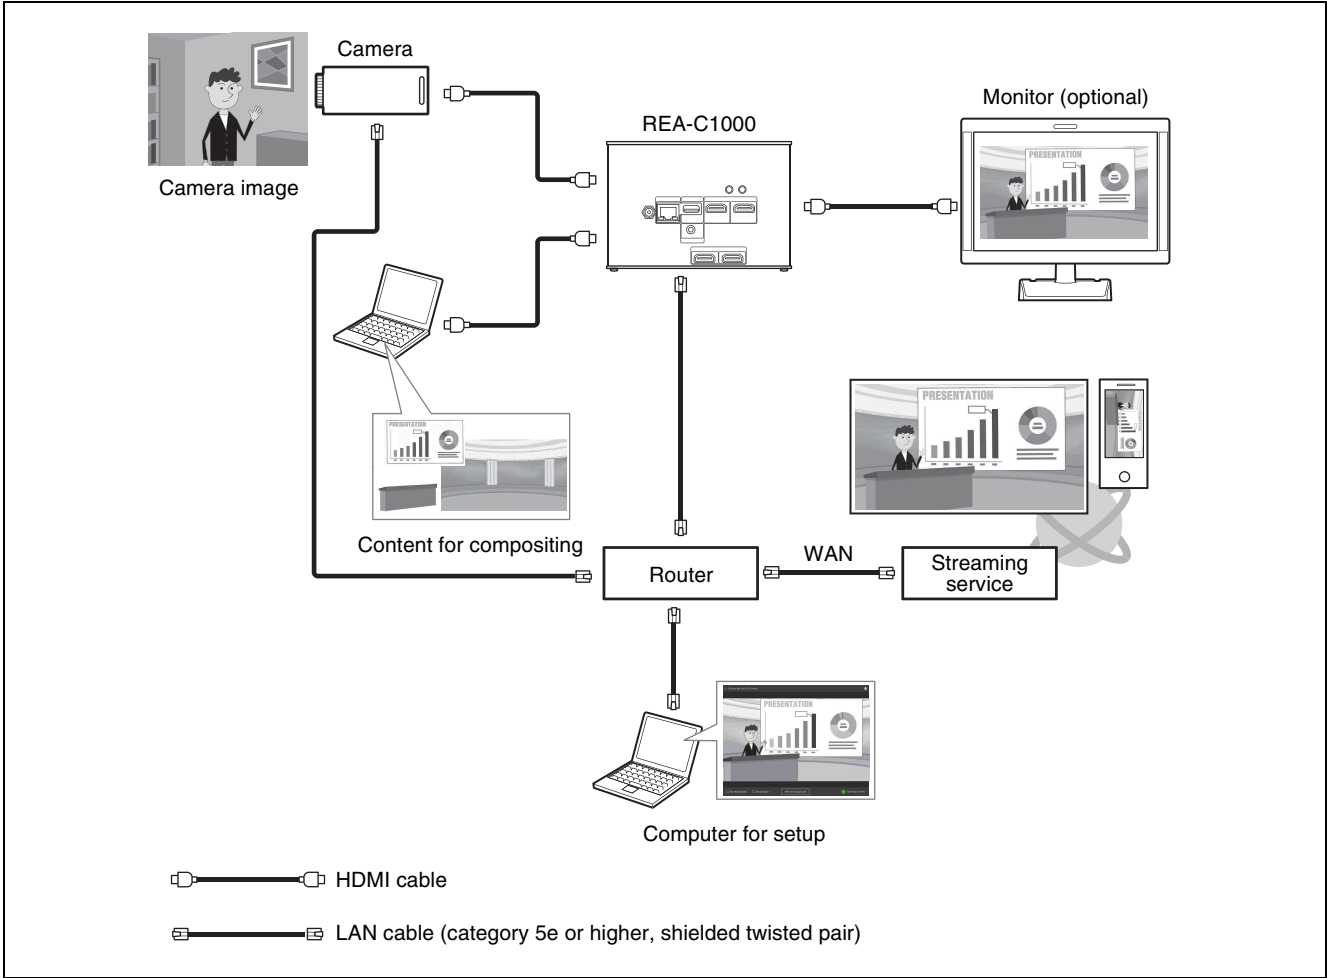 Camera
Camera image
REA-C1000
Monitor (optional)
PRESENTATION
PRESENTATION
Content for compositing
PRESENTATION
Router
WAN
Streaming
service
PRESENTATION
Computer for setup
HDMI cable
LAN cable (category 5e or higher, shielded twisted pair)